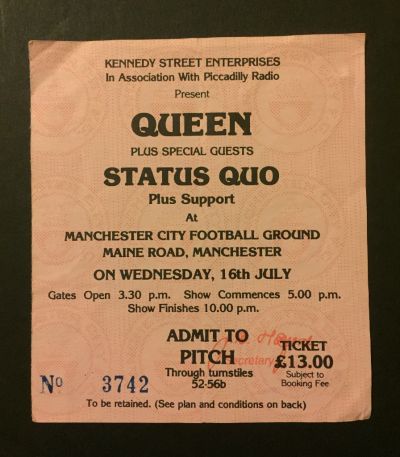 KENNEDY STREET ENTERPRISES
In Association With Piccadilly Radio
Present
QUEEN
PLUS SPECIAL GUESTS
STATUS QUO
Plus Support
At
MANCHESTER CITY FOOTBALL GROUND
MAINE ROAD, MANCHESTER
ON WEDNESDAY, 16th JULY
Gates Open 3.30 p.m. Show Commences 5.00 p.m.
Show Finishes 10.00 p.m.
ADMIT TO
PITCH
Through turnstiles
52-56b
Secretary
TICKET
£13.00
Subject to
Booking Fee
No 3742
To be retained. (See plan and conditions on back)